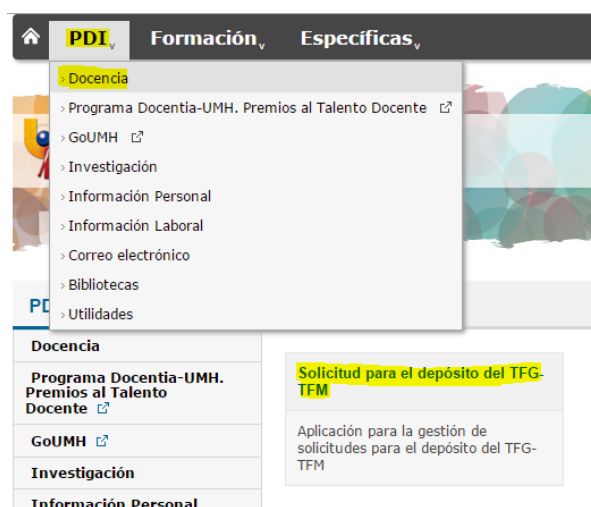 PDI
Formación
Específicas
Docencia
Programa Docentia-UMH. Premios al Talento Docente
GoUMH
Investigación
Información Personal
Información Laboral
Correo electrónico
Bibliotecas
Utilidades
Docencia
Programa Docentia-UMH.
Premios al Talento
Docente
GoUMH
Investigación
Información Personal
Solicitud para el depósito del TFG-
TFM
Aplicación para la gestión de
solicitudes para el depósito del TFG-
TFM